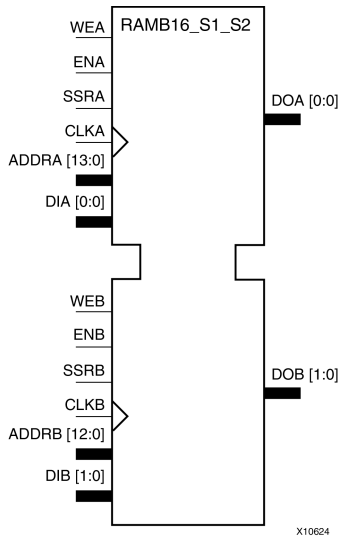 WEA
RAMB16_S1_S2
ENA
SSRA
DOA [0:0]
CLKA
ADDRA [13:0]
DIA [0:0]
WEB
ENB
SSRB
DOB [1:0]
CLKB
ADDRB [12:0]
DIB [1:0]
X10624